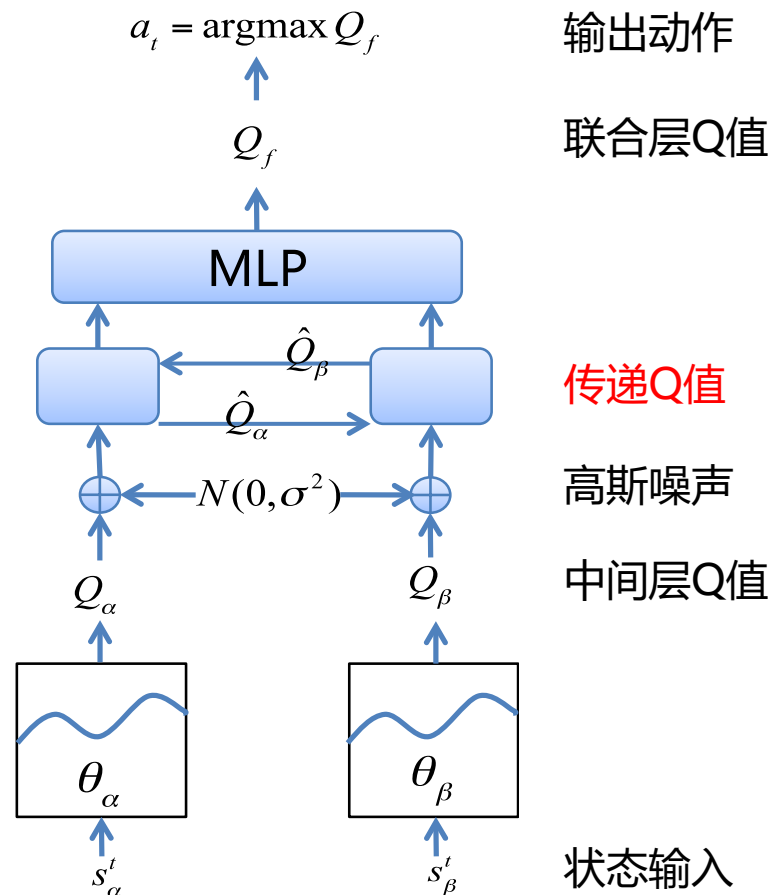 a_t = argmax Q_f 输出动作
Q_f 联合层Q值
MLP
Q̂_β
传递Q值
Q̂_α
N(0,σ²) 高斯噪声
Q_α Q_β 中间层Q值
θ_α θ_β
s_α^t s_β^t 状态输入